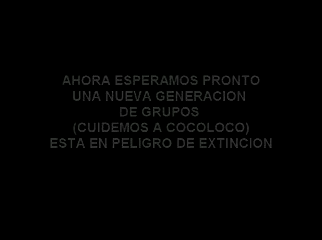 AHORA ESPERAMOS PRONTO
UNA NUEVA GENERACION
DE GRUPOS
(CUIDEMOS A COCOLOCO)
ESTA EN PELIGRO DE EXTINCION